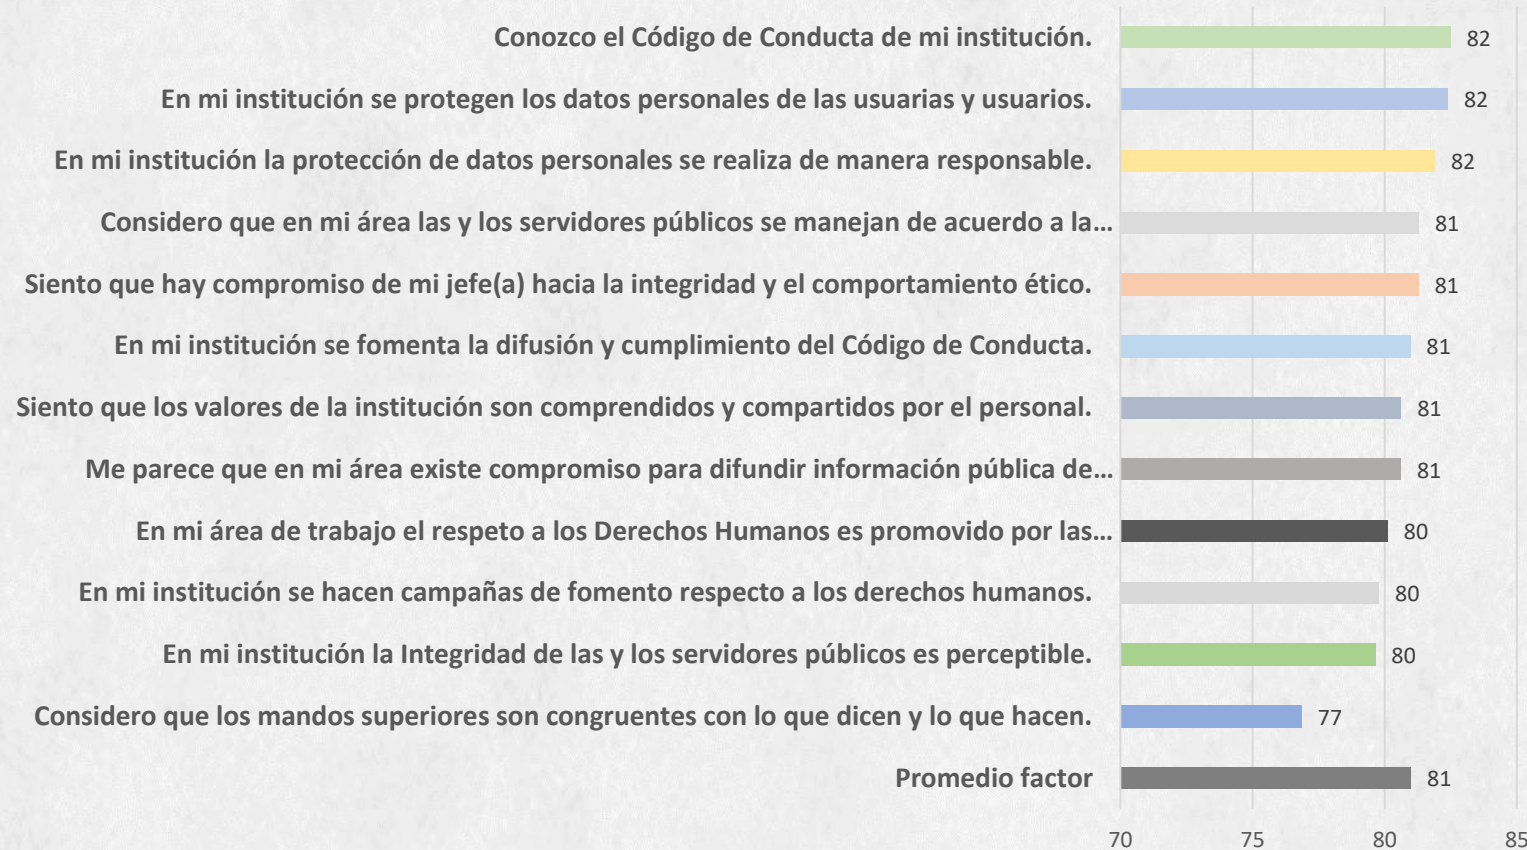 Conozco el Código de Conducta de mi institución. 82
En mi institución se protegen los datos personales de las usuarias y usuarios. 82
En mi institución la protección de datos personales se realiza de manera responsable. 82
Considero que en mi área las y los servidores públicos se manejan de acuerdo a la… 81
Siento que hay compromiso de mi jefe(a) hacia la integridad y el comportamiento ético. 81
En mi institución se fomenta la difusión y cumplimiento del Código de Conducta. 81
Siento que los valores de la institución son comprendidos y compartidos por el personal. 81
Me parece que en mi área existe compromiso para difundir información pública de… 81
En mi área de trabajo el respeto a los Derechos Humanos es promovido por las… 80
En mi institución se hacen campañas de fomento respecto a los derechos humanos. 80
En mi institución la Integridad de las y los servidores públicos es perceptible. 80
Considero que los mandos superiores son congruentes con lo que dicen y lo que hacen. 77
Promedio factor 81
70 75 80 85